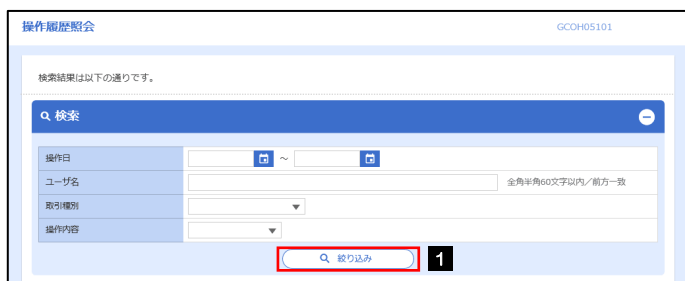 操作履歴照会 GCOH05101
検索結果は以下の通りです。
検索
操作日 ～
ユーザ名 全角半角60文字以内／前方一致
取引種別
操作内容
絞り込み 1